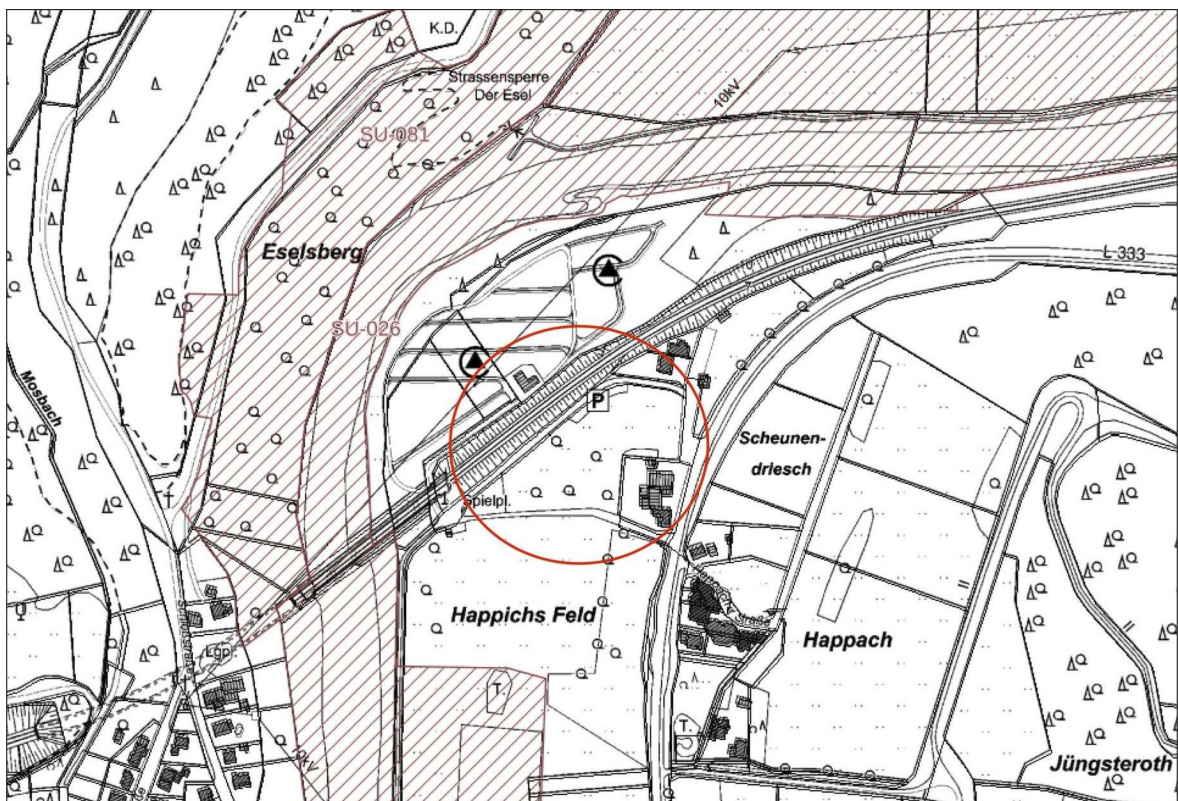 K.D.
Strassensperre
Der Esel
10kV
SU-081
Eselsberg
L 333
SU-026
Mosbach
P
Scheunen-
driesch
Spielpl.
Happichs Feld
Happach
Lgpl.
T.
T.
10kV
Jüngsteroth